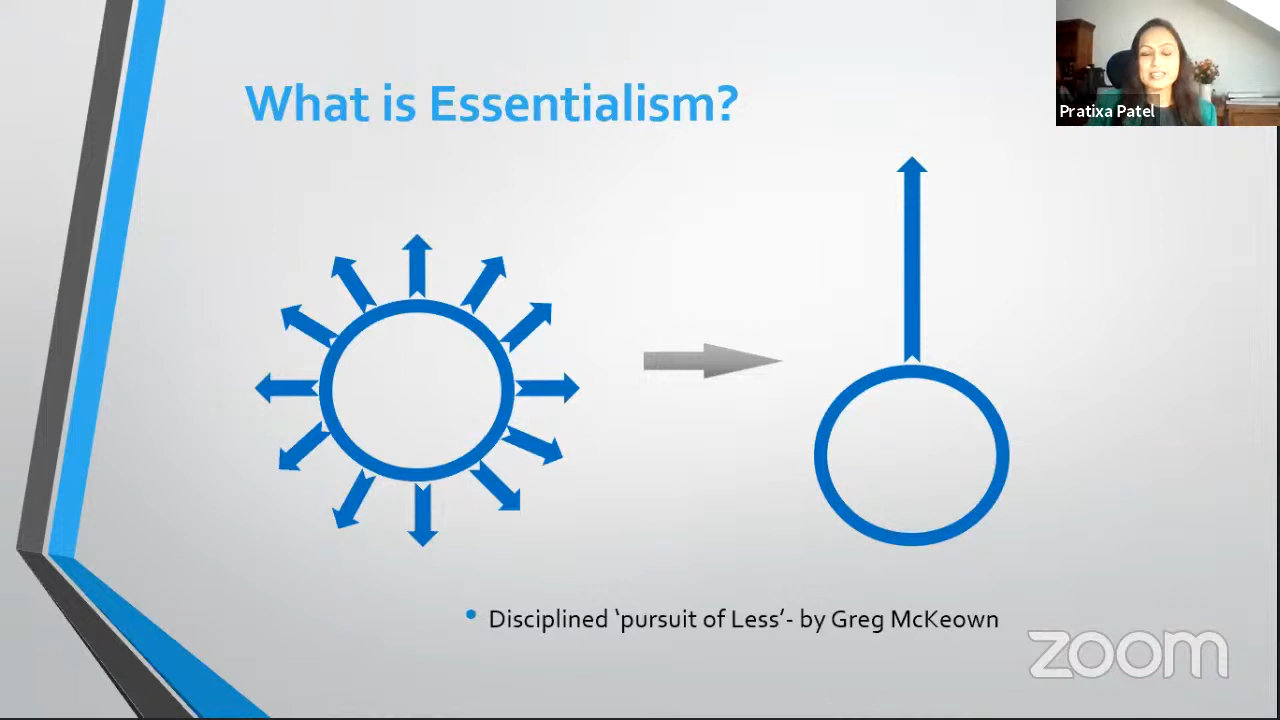 What is Essentialism?
Pratixa Patel
• Disciplined ‘pursuit of Less’- by Greg McKeown
zoom